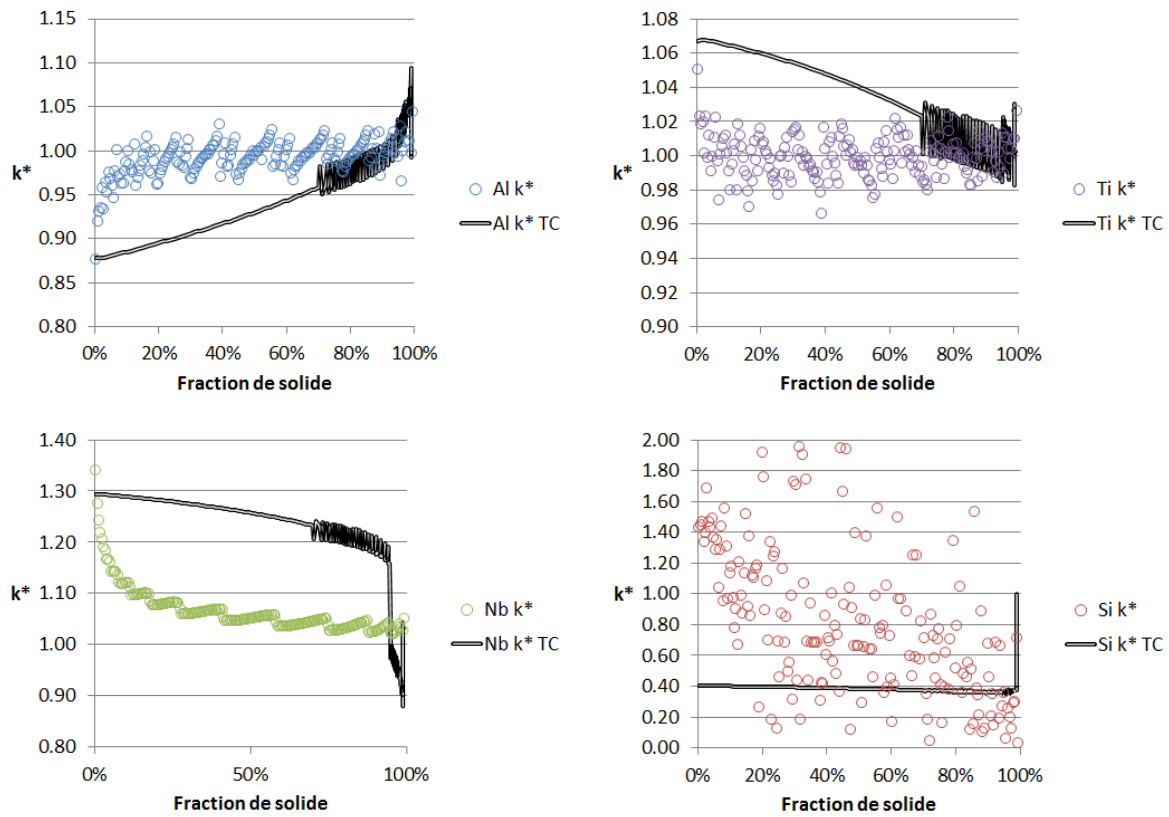 1.15
1.10
1.05
1.00
0.95
0.90
0.85
0.80
k*
0% 20% 40% 60% 80% 100%
Fraction de solide
Al k*
Al k* TC
1.08
1.06
1.04
1.02
1.00
0.98
0.96
0.94
0.92
0.90
k*
0% 20% 40% 60% 80% 100%
Fraction de solide
Ti k*
Ti k* TC
1.40
1.30
1.20
1.10
1.00
0.90
0.80
k*
0% 50% 100%
Fraction de solide
Nb k*
Nb k* TC
2.00
1.80
1.60
1.40
1.20
1.00
0.80
0.60
0.40
0.20
0.00
k*
0% 20% 40% 60% 80% 100%
Fraction de solide
Si k*
Si k* TC